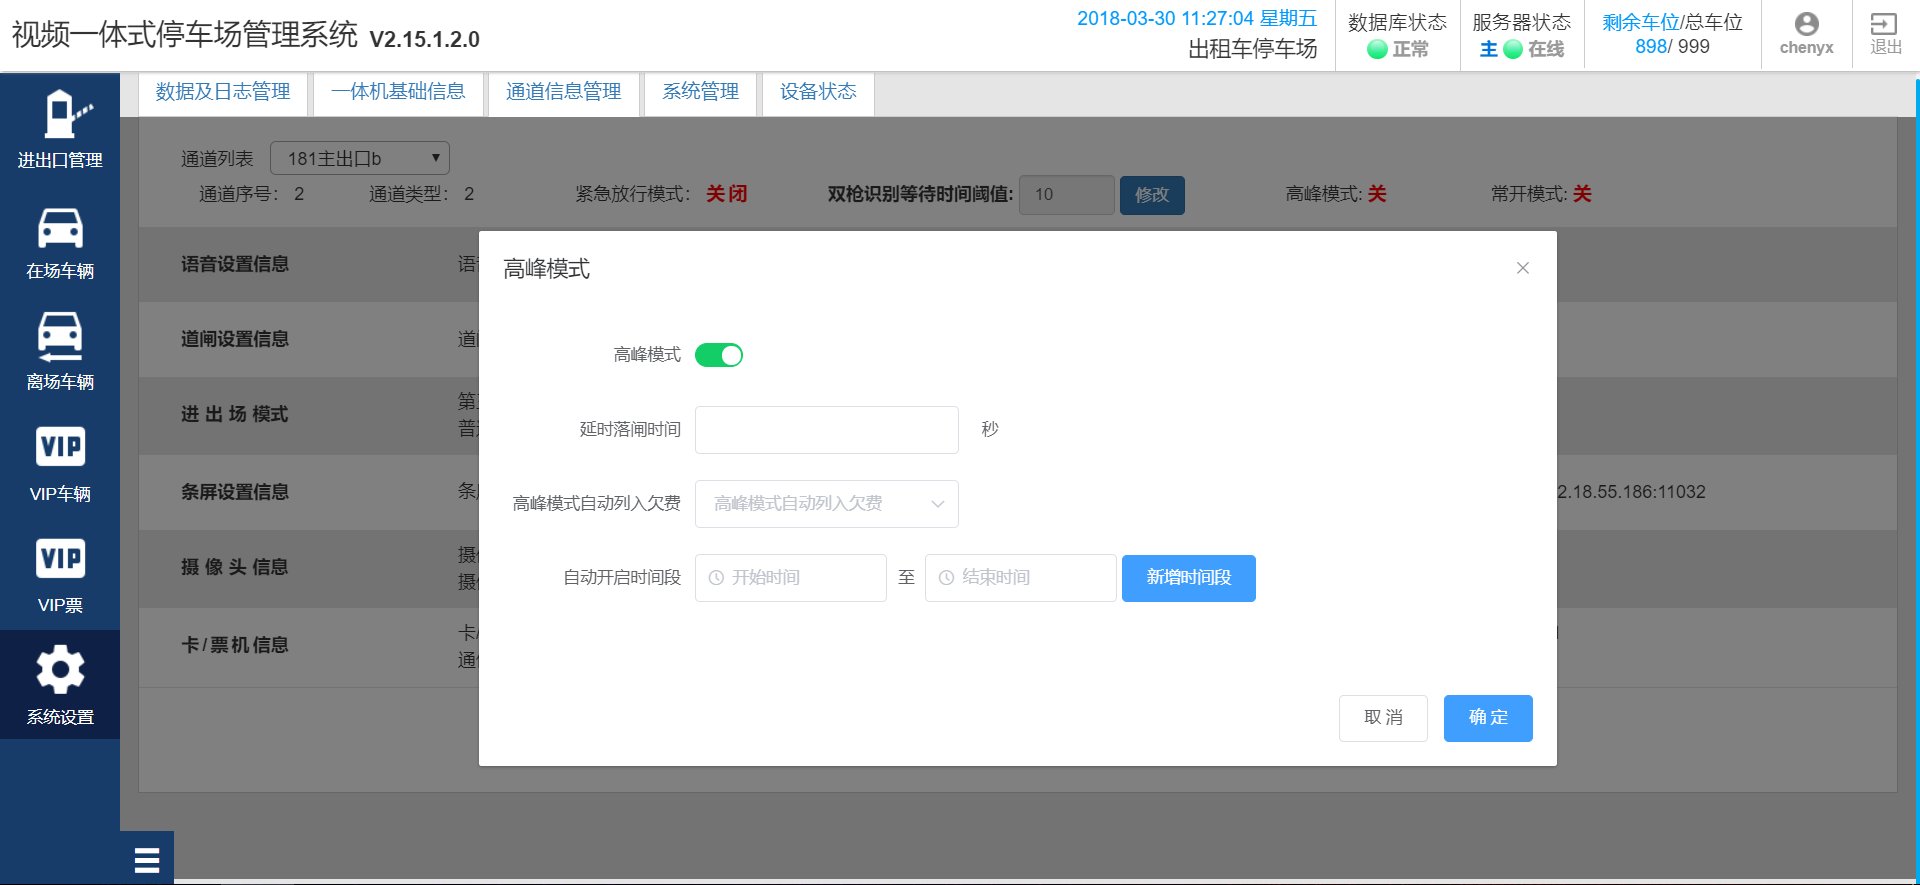 视频一体式停车场管理系统 V2.15.1.2.0
2018-03-30 11:27:04 星期五
出租车停车场
数据库状态
正常
服务器状态
主 在线
剩余车位/总车位
898/ 999
chenyx
退出
进出口管理
在场车辆
离场车辆
VIP
VIP车辆
VIP
VIP票
系统设置
数据及日志管理 一体机基础信息 通道信息管理 系统管理 设备状态
通道列表 181主出口b
通道序号： 2 通道类型： 2 紧急放行模式： 关闭 双枪识别等待时间阈值: 10 修改 高峰模式: 关 常开模式: 关
语音设置信息
道闸设置信息
进出场模式
条屏设置信息
2.18.55.186:11032
摄像头信息
卡/票机信息
高峰模式
高峰模式
延时落闸时间 秒
高峰模式自动列入欠费 高峰模式自动列入欠费
自动开启时间段 开始时间 至 结束时间 新增时间段
取消 确定